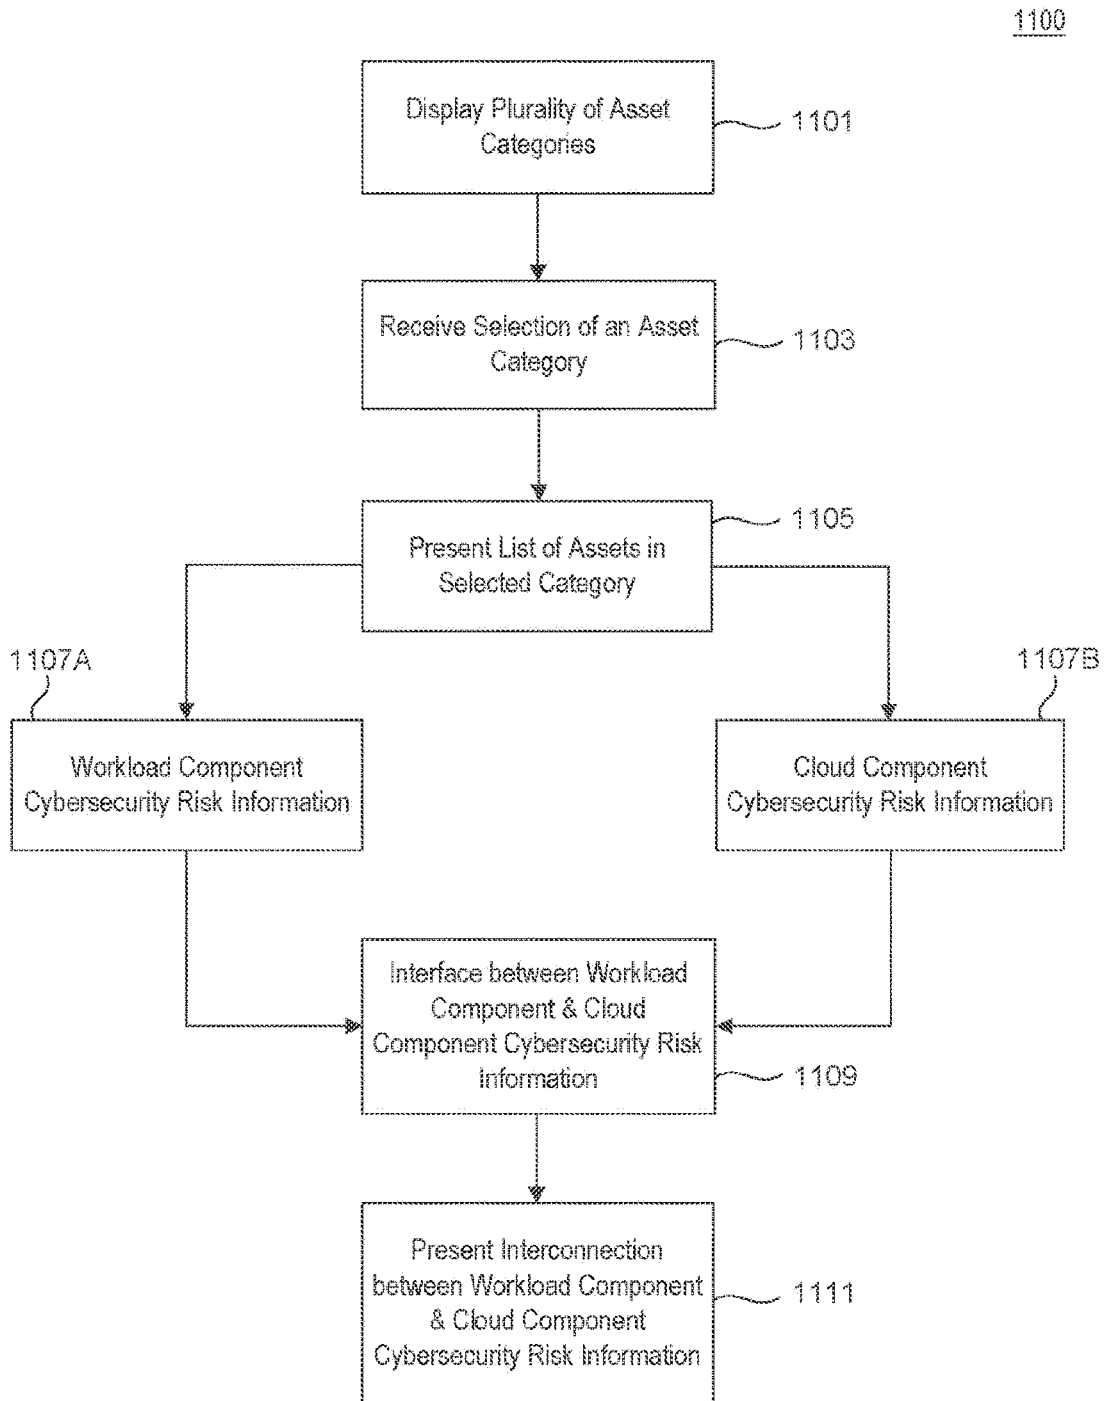 1100
Display Plurality of Asset
Categories
1101
Receive Selection of an Asset
Category
1103
Present List of Assets in
Selected Category
1105
1107A
Workload Component
Cybersecurity Risk Information
1107B
Cloud Component
Cybersecurity Risk Information
Interface between Workload
Component & Cloud
Component Cybersecurity Risk
Information
1109
Present Interconnection
between Workload Component
& Cloud Component
Cybersecurity Risk Information
1111